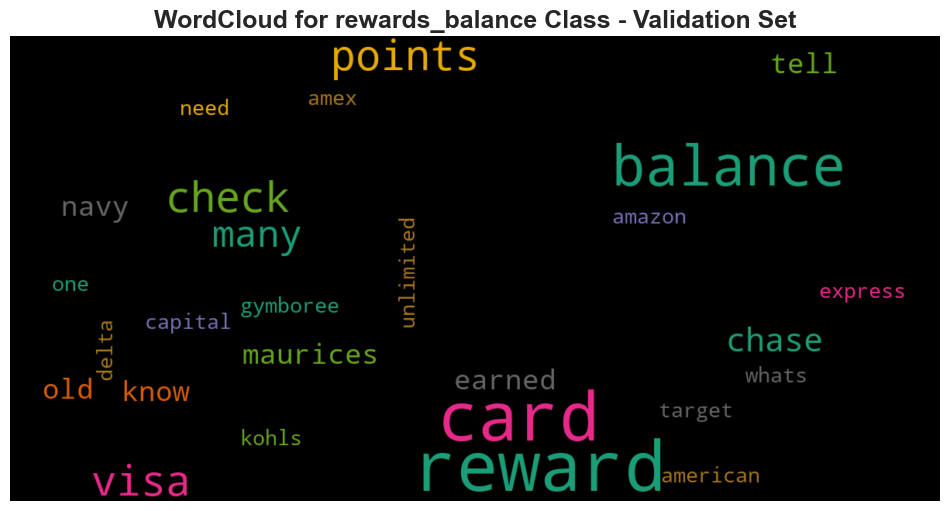 WordCloud for rewards_balance Class - Validation Set
points
tell
need
amex
balance
check
navy
many
amazon
unlimited
one
express
gymboree
capital
delta
chase
maurices
earned
whats
old
know
card
target
kohls
reward
american
visa